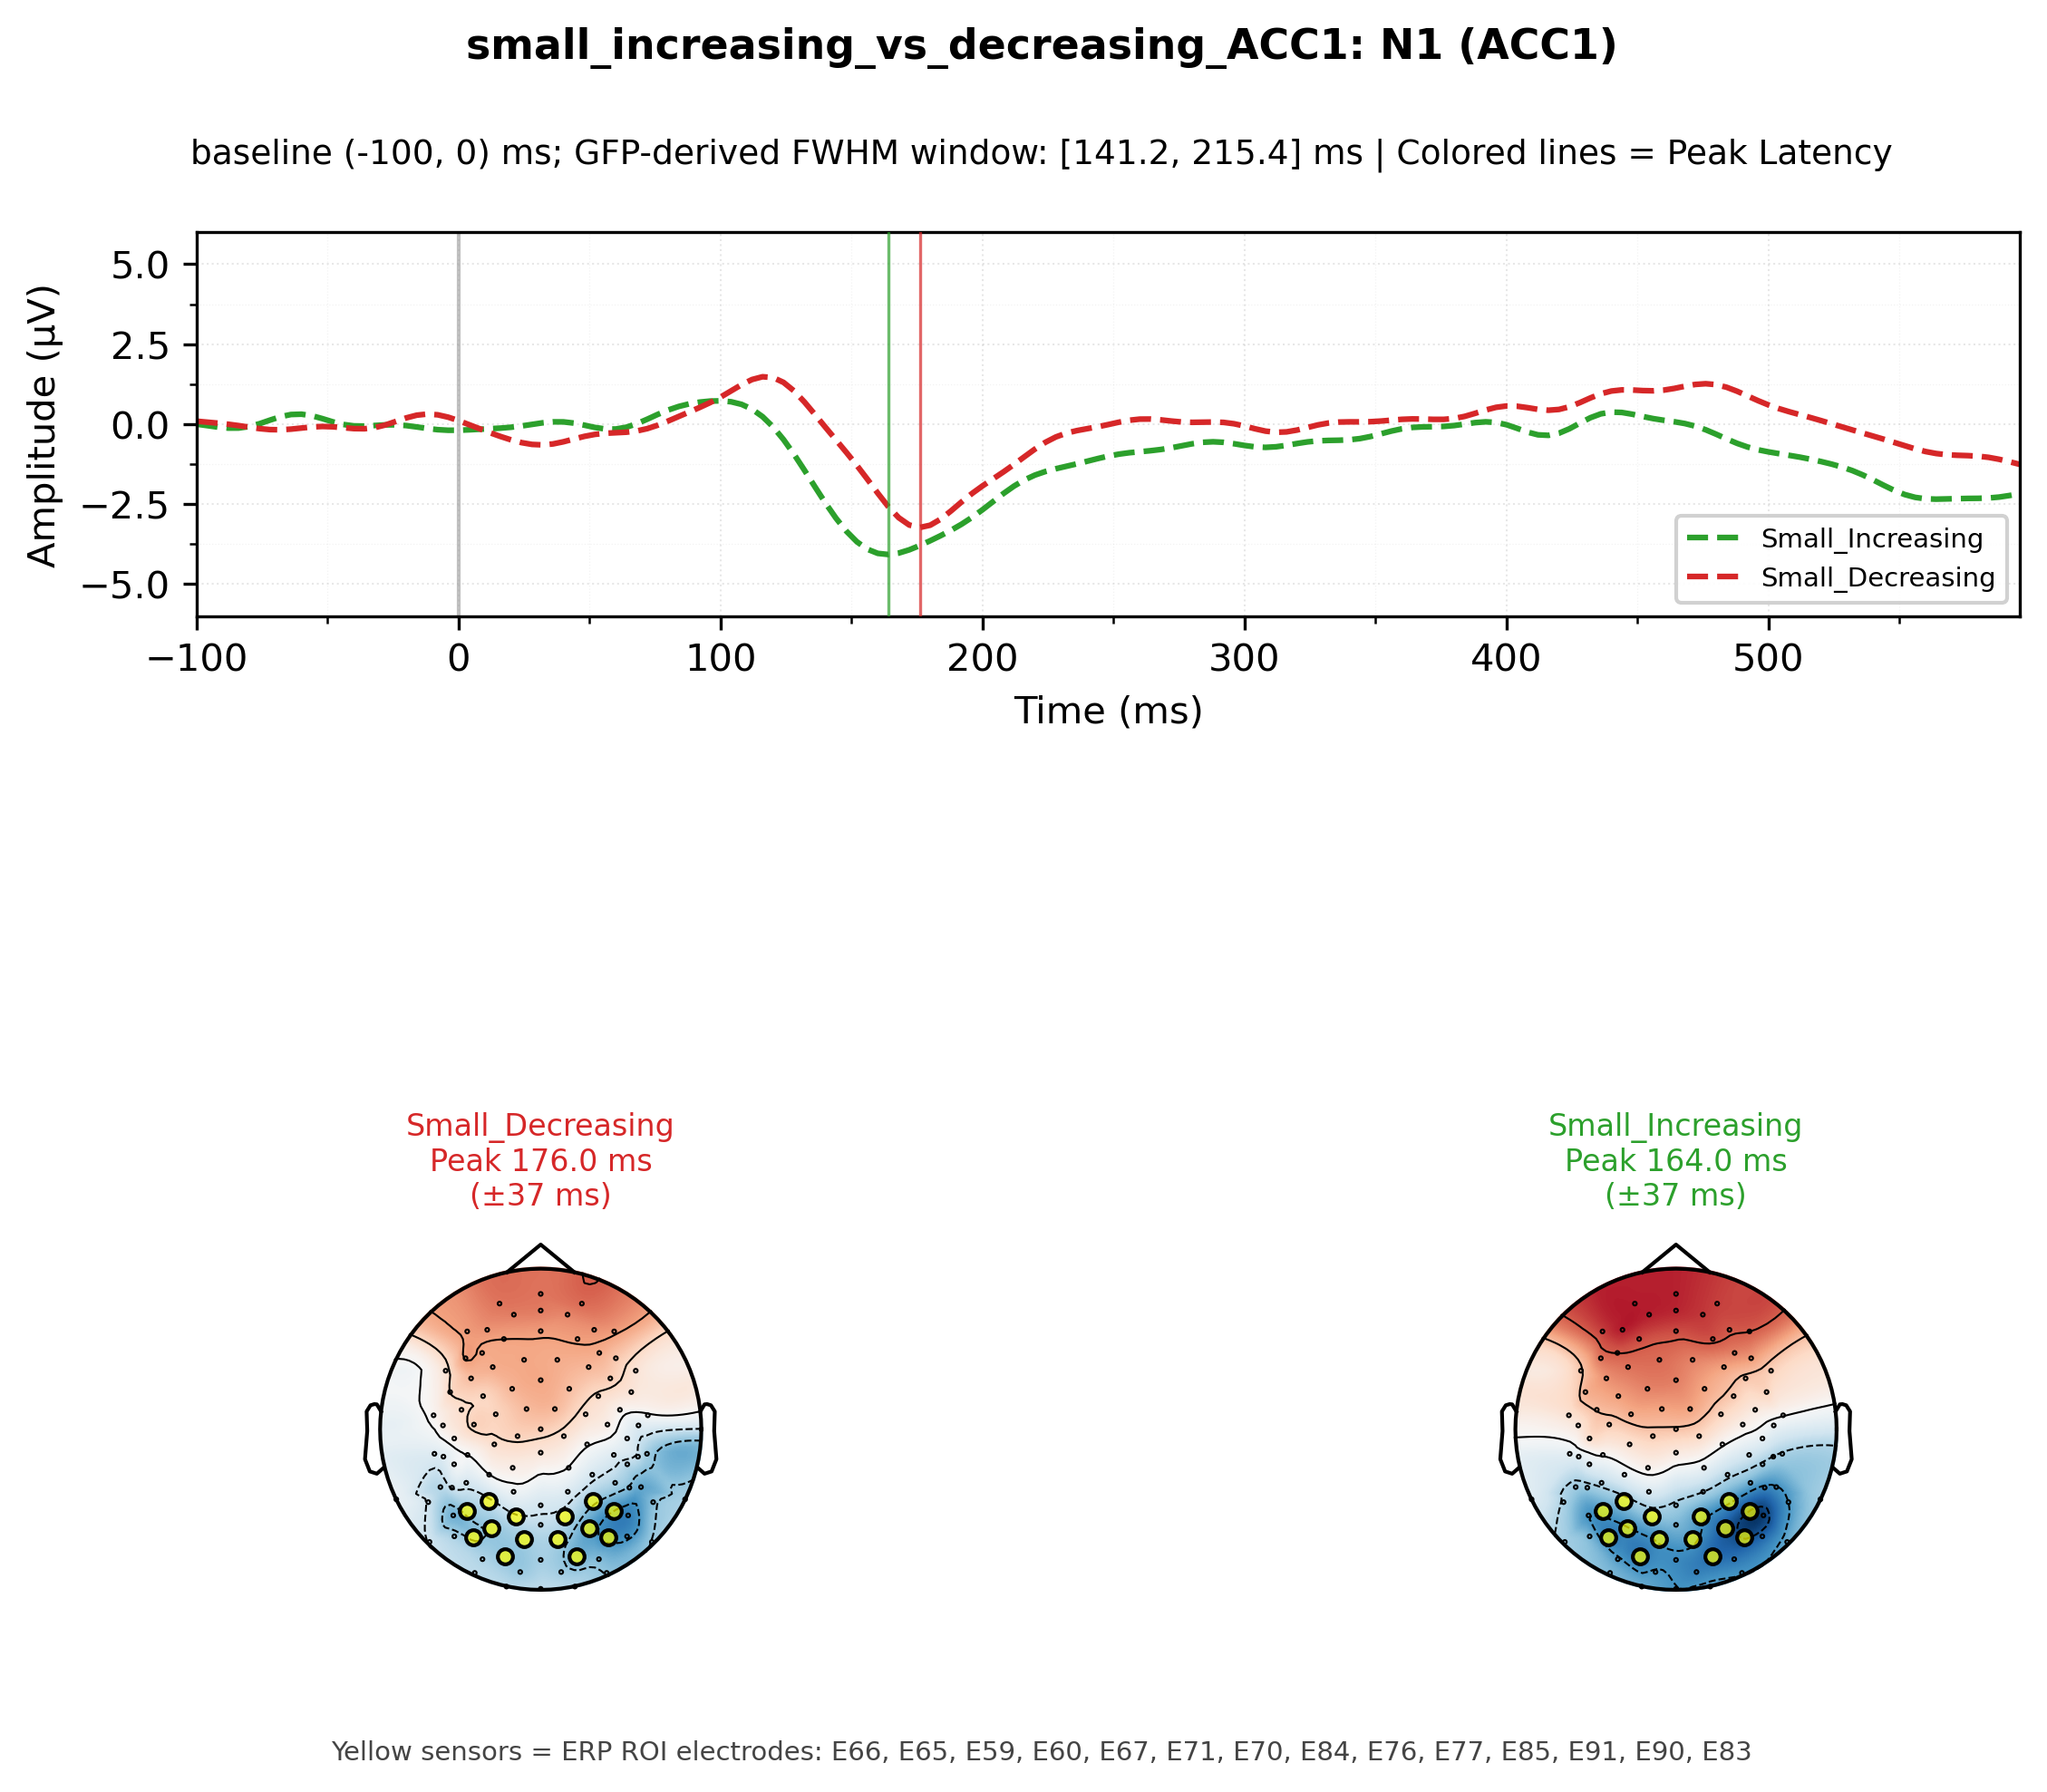 small_increasing_vs_decreasing_ACC1: N1 (ACC1)
baseline (-100, 0) ms; GFP-derived FWHM window: [141.2, 215.4] ms | Colored lines = Peak Latency
Amplitude (µV)
5.0
2.5
0.0
−2.5
−5.0
Small_Increasing
Small_Decreasing
−100 0 100 200 300 400 500
Time (ms)
Small_Decreasing
Peak 176.0 ms
(±37 ms)
Small_Increasing
Peak 164.0 ms
(±37 ms)
Yellow sensors = ERP ROI electrodes: E66, E65, E59, E60, E67, E71, E70, E84, E76, E77, E85, E91, E90, E83